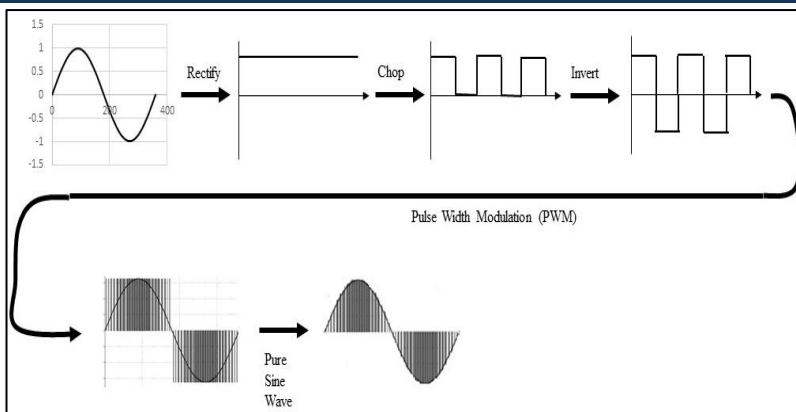 1.5
1
0.5
0
-0.5
-1
-1.5
0
200
400
Rectify
Chop
Invert
Pulse Width Modulation (PWM)
Pure
Sine
Wave